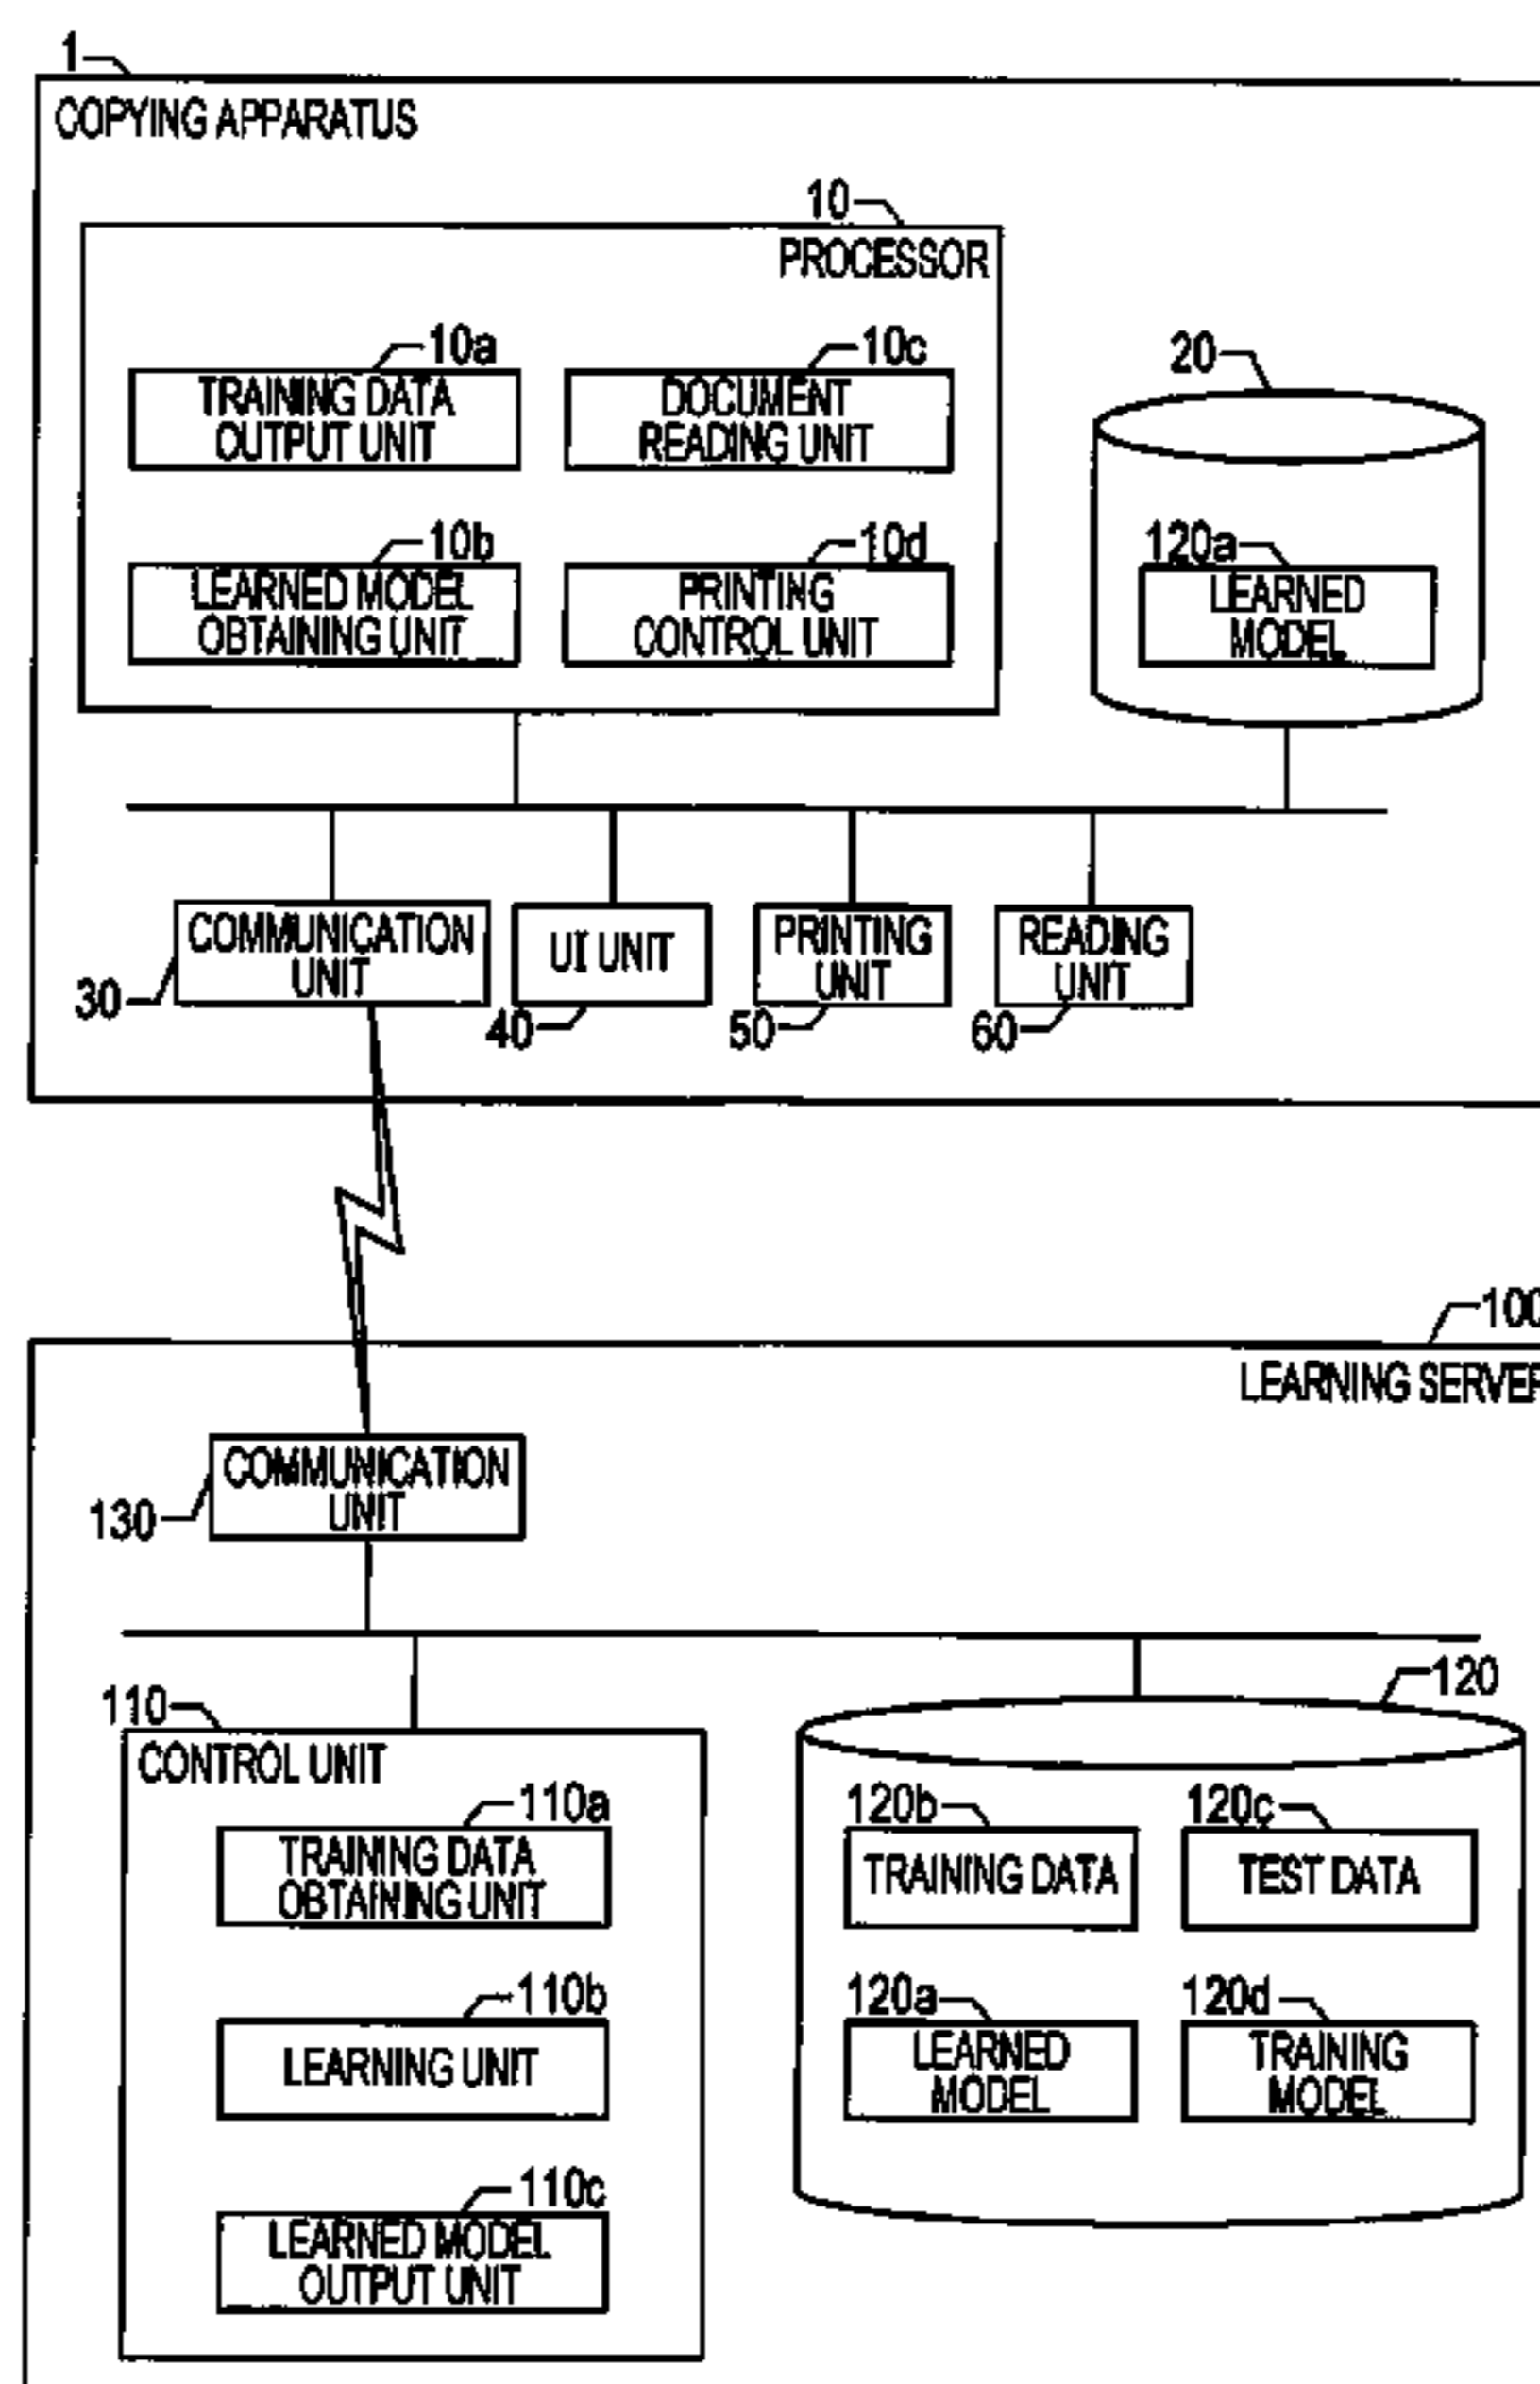 1
COPYING APPARATUS
10
PROCESSOR
10a
TRAINING DATA
OUTPUT UNIT
10c
DOCUMENT
READING UNIT
10b
LEARNED MODEL
OBTAINING UNIT
10d
PRINTING
CONTROL UNIT
20
120a
LEARNED
MODEL
COMMUNICATION
UNIT
30
UI UNIT
40
PRINTING
UNIT
50
READING
UNIT
60
100
LEARNING SERVER
COMMUNICATION
UNIT
130
110
CONTROL UNIT
110a
TRAINING DATA
OBTAINING UNIT
110b
LEARNING UNIT
110c
LEARNED MODEL
OUTPUT UNIT
120
120b
TRAINING DATA
120c
TEST DATA
120a
LEARNED
MODEL
120d
TRAINING
MODEL